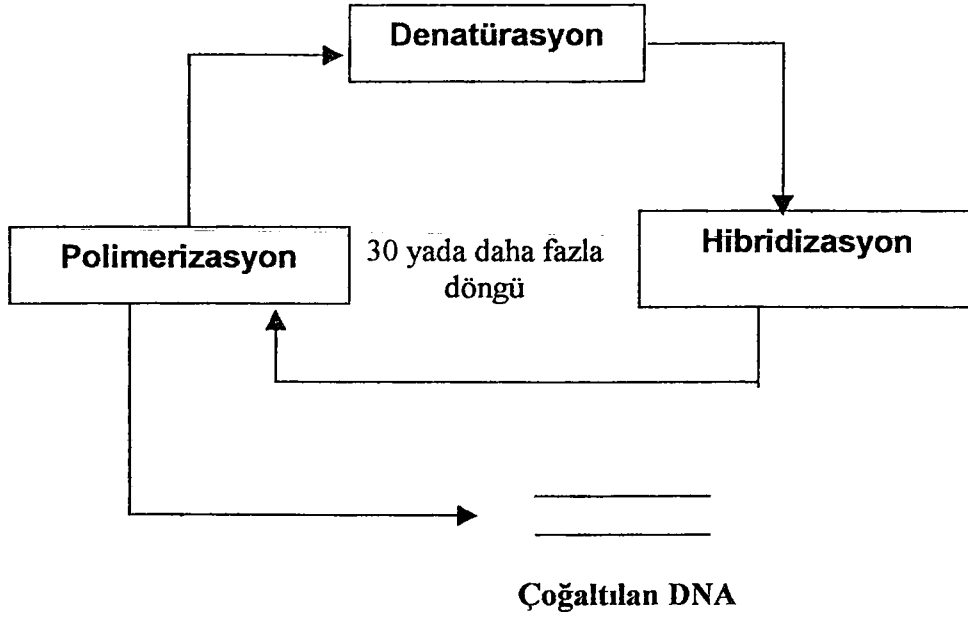 Denatürasyon
Polimerizasyon
30 yada daha fazla
döngü
Hibridizasyon
Çoğaltılan DNA